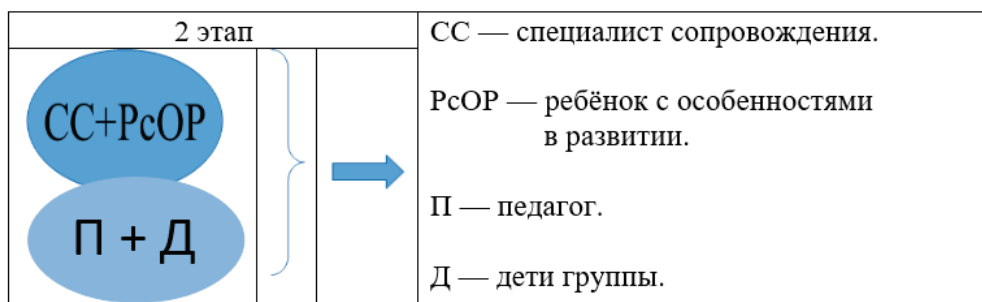 2 этап
СС+РсОР
П + Д
СС — специалист сопровождения.
РсОР — ребёнок с особенностями
в развитии.
П — педагог.
Д — дети группы.